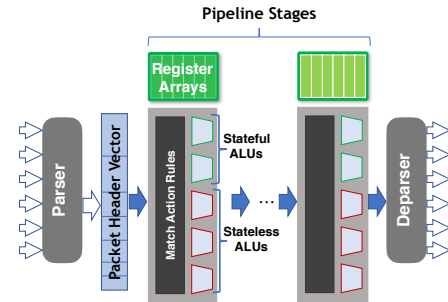 Pipeline Stages
Register
Arrays
Parser
Packet Header Vector
Match Action Rules
Stateful
ALUs
...
Stateless
ALUs
Deparser